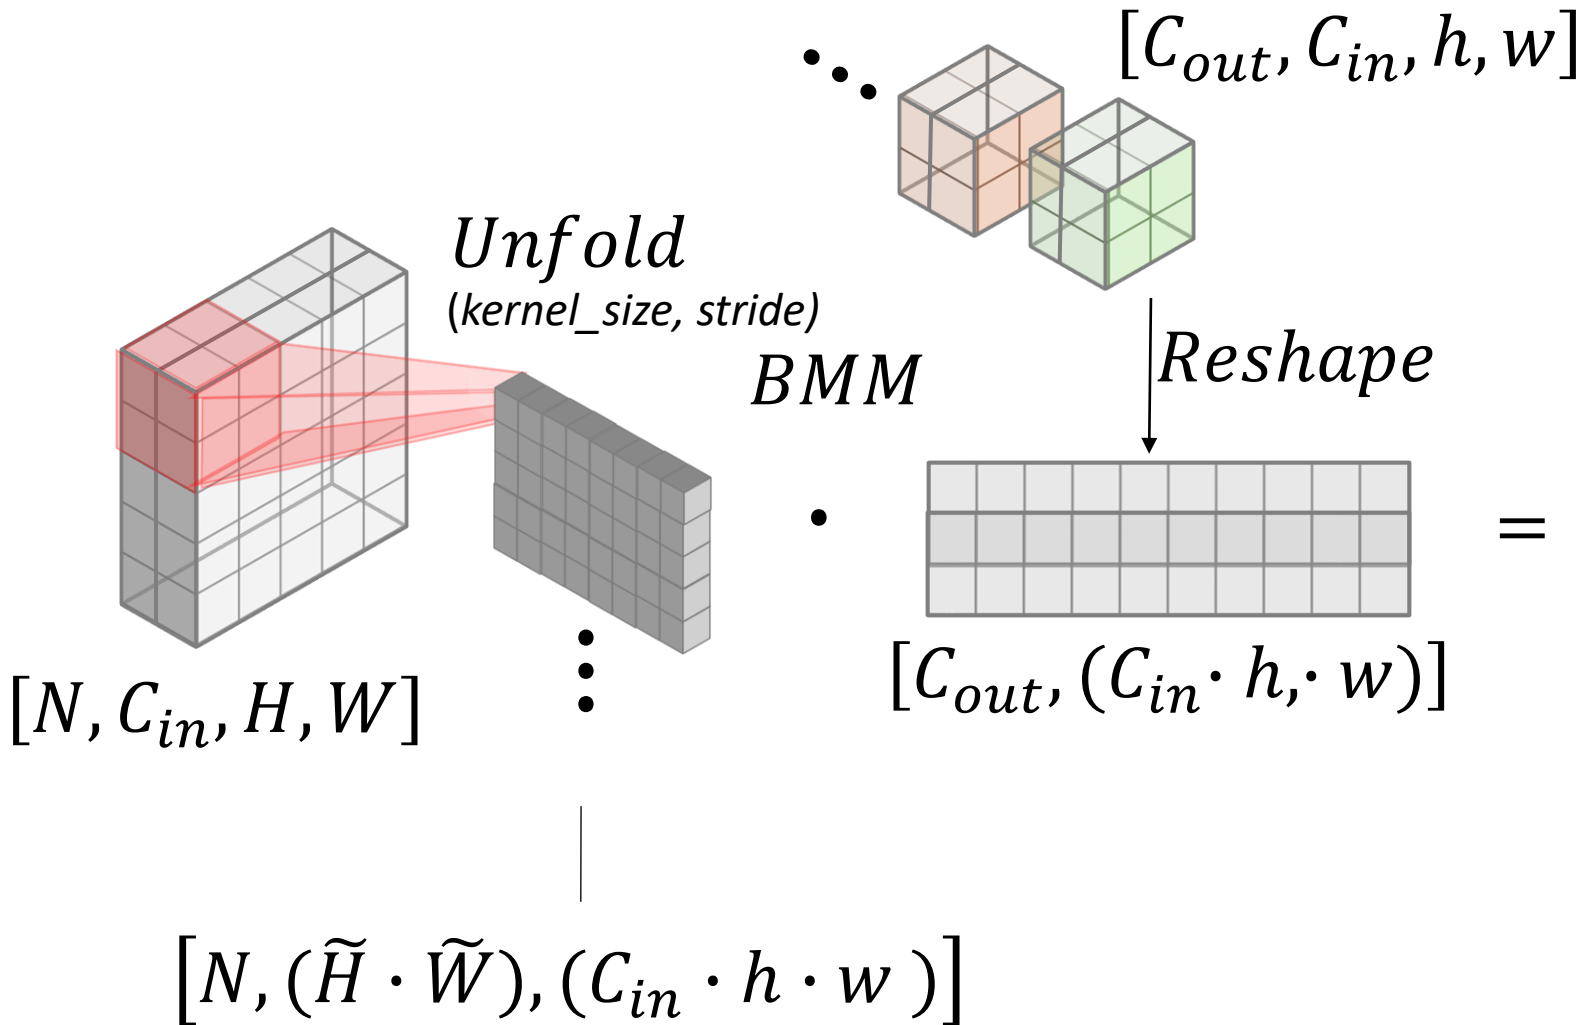 [C_out, C_in, h, w]
Unfold
(kernel_size, stride)
BMM
Reshape
· =
[N, C_in, H, W]
[C_out, (C_in · h,· w)]
[N, (H̃ · W̃), (C_in · h · w )]